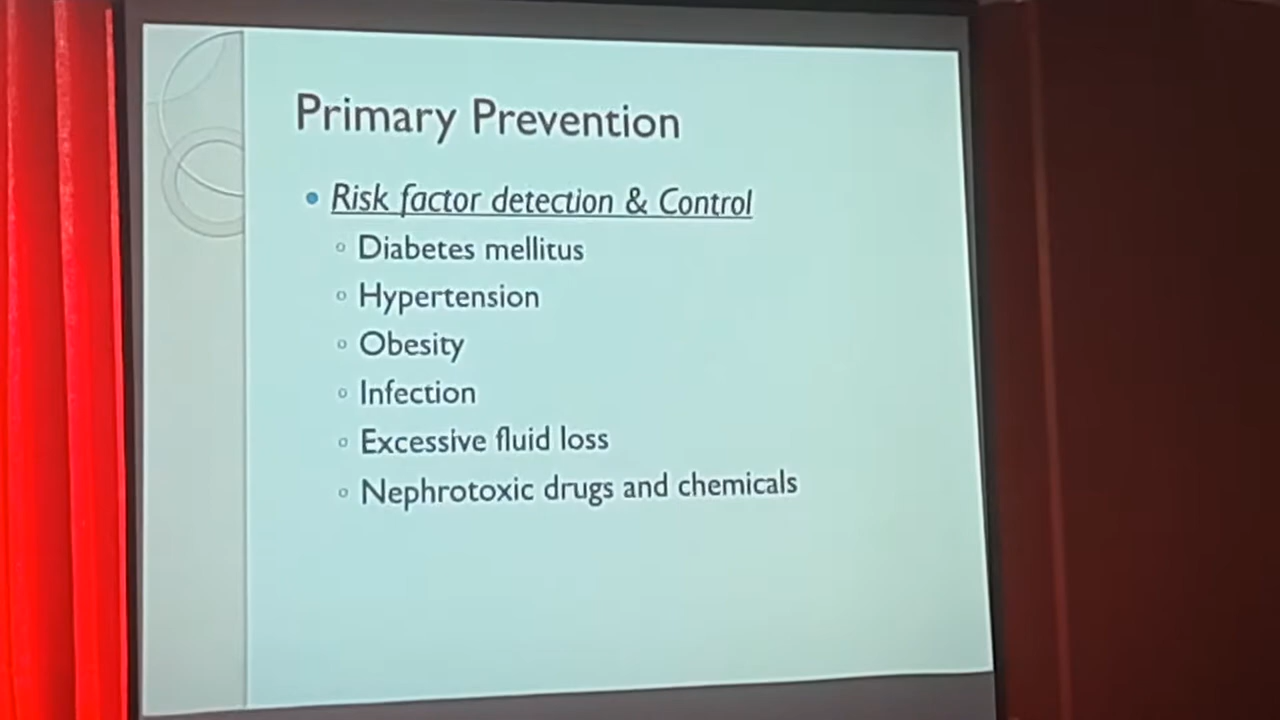 Primary Prevention
• Risk factor detection & Control
◦ Diabetes mellitus
◦ Hypertension
◦ Obesity
◦ Infection
◦ Excessive fluid loss
◦ Nephrotoxic drugs and chemicals